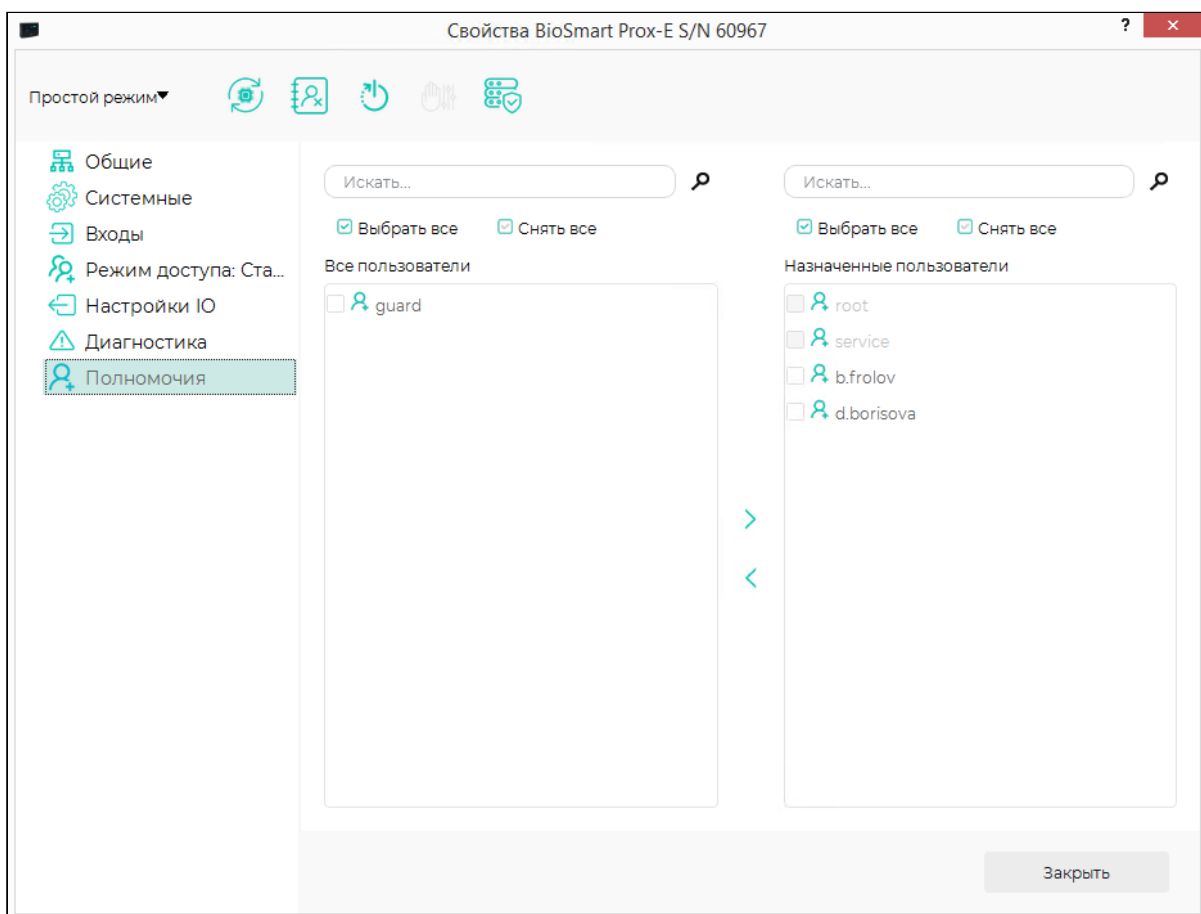 Свойства BioSmart Prox-E S/N 60967
?
Простой режим
Общие
Системные
Входы
Режим доступа: Ста...
Настройки IO
Диагностика
Полномочия
Искать...
Выбрать все
Снять все
Все пользователи
guard
Искать...
Выбрать все
Снять все
Назначенные пользователи
root
service
b.frolov
d.borisova
Закрыть